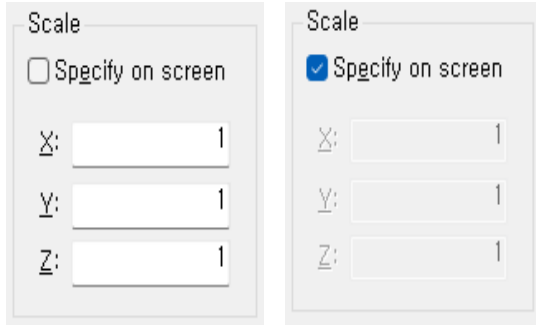 Scale
Specify on screen
X: 1
Y: 1
Z: 1
Scale
Specify on screen
X: 1
Y: 1
Z: 1